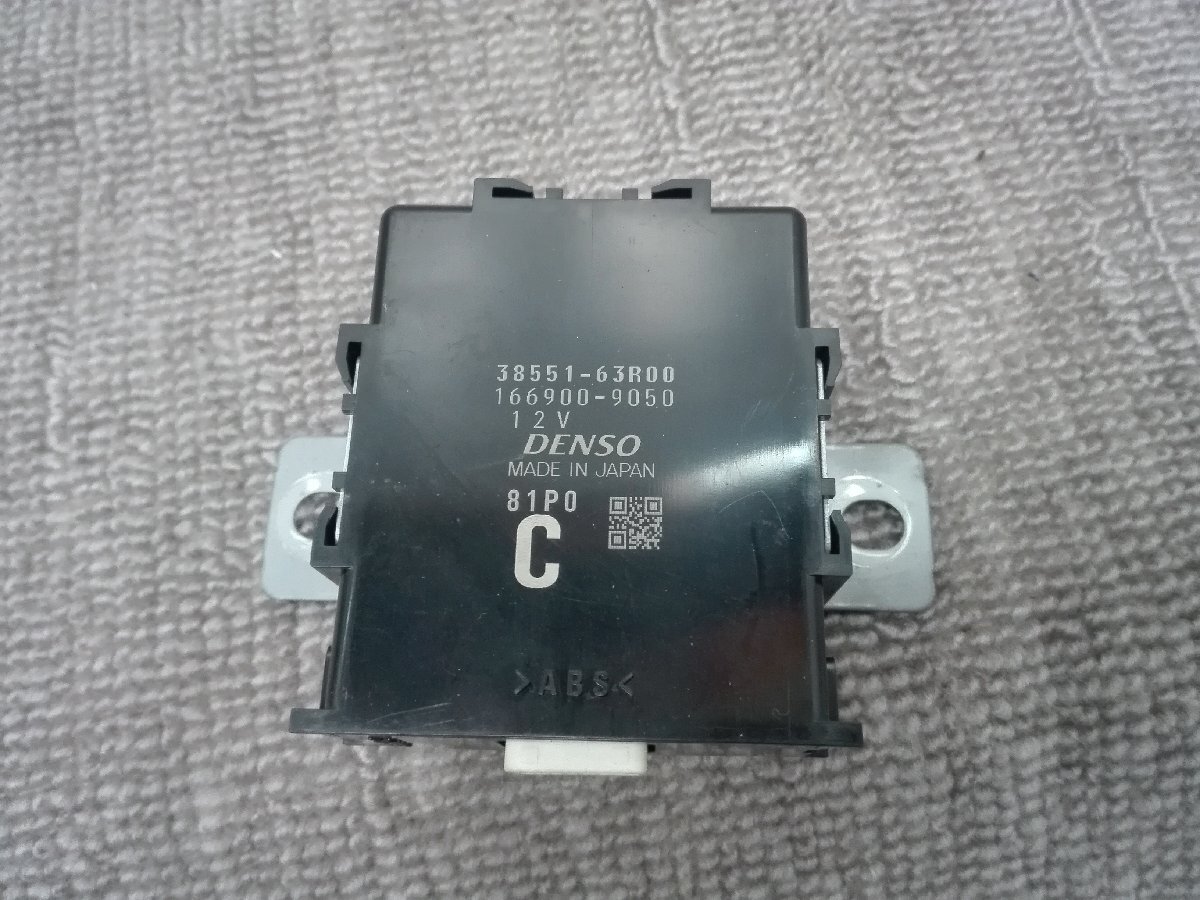 38551-63R00
166900-9050
12V
DENSO
MADE IN JAPAN
81P0
C
>ABS<